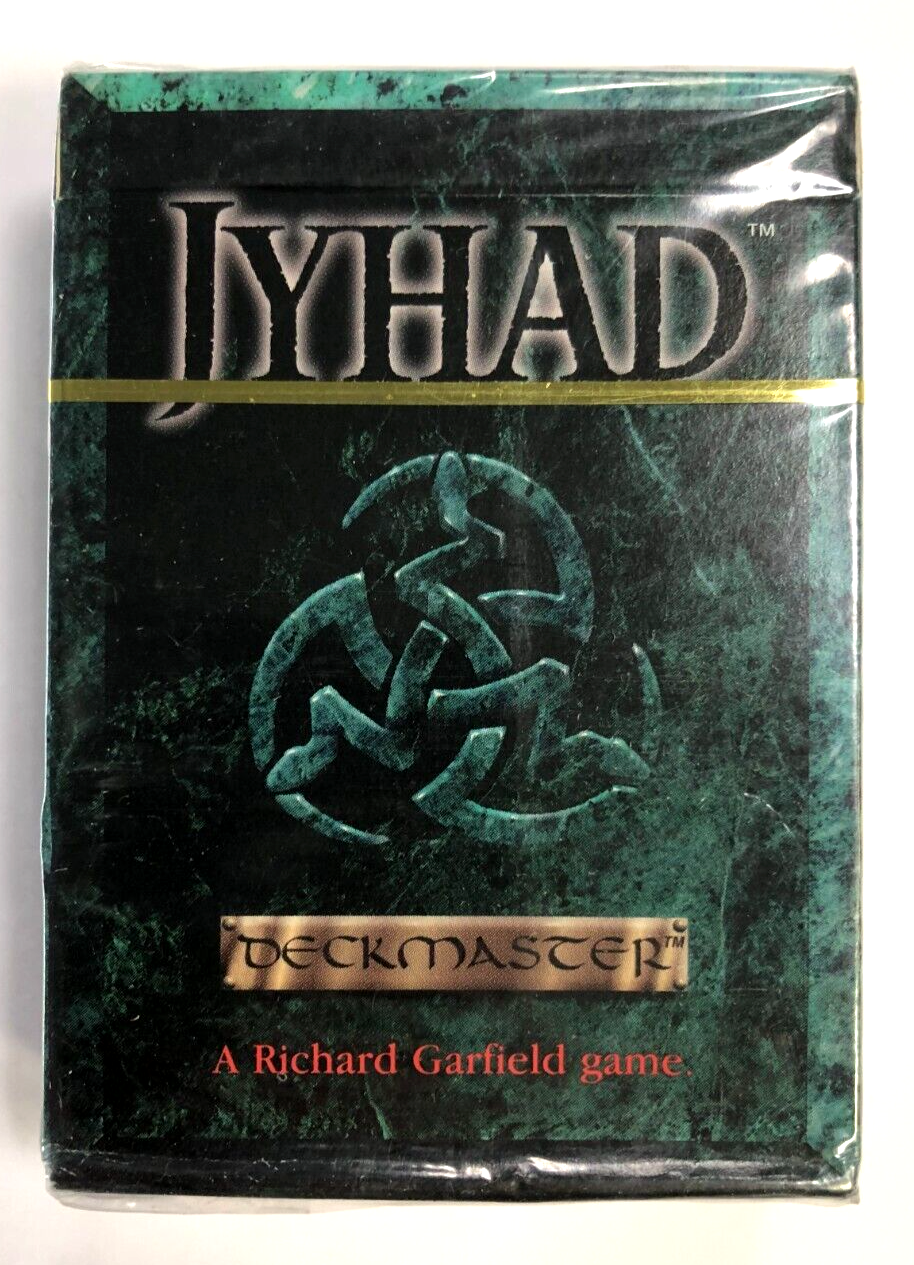 JYHAD™
DECKMASTER™
A Richard Garfield game.